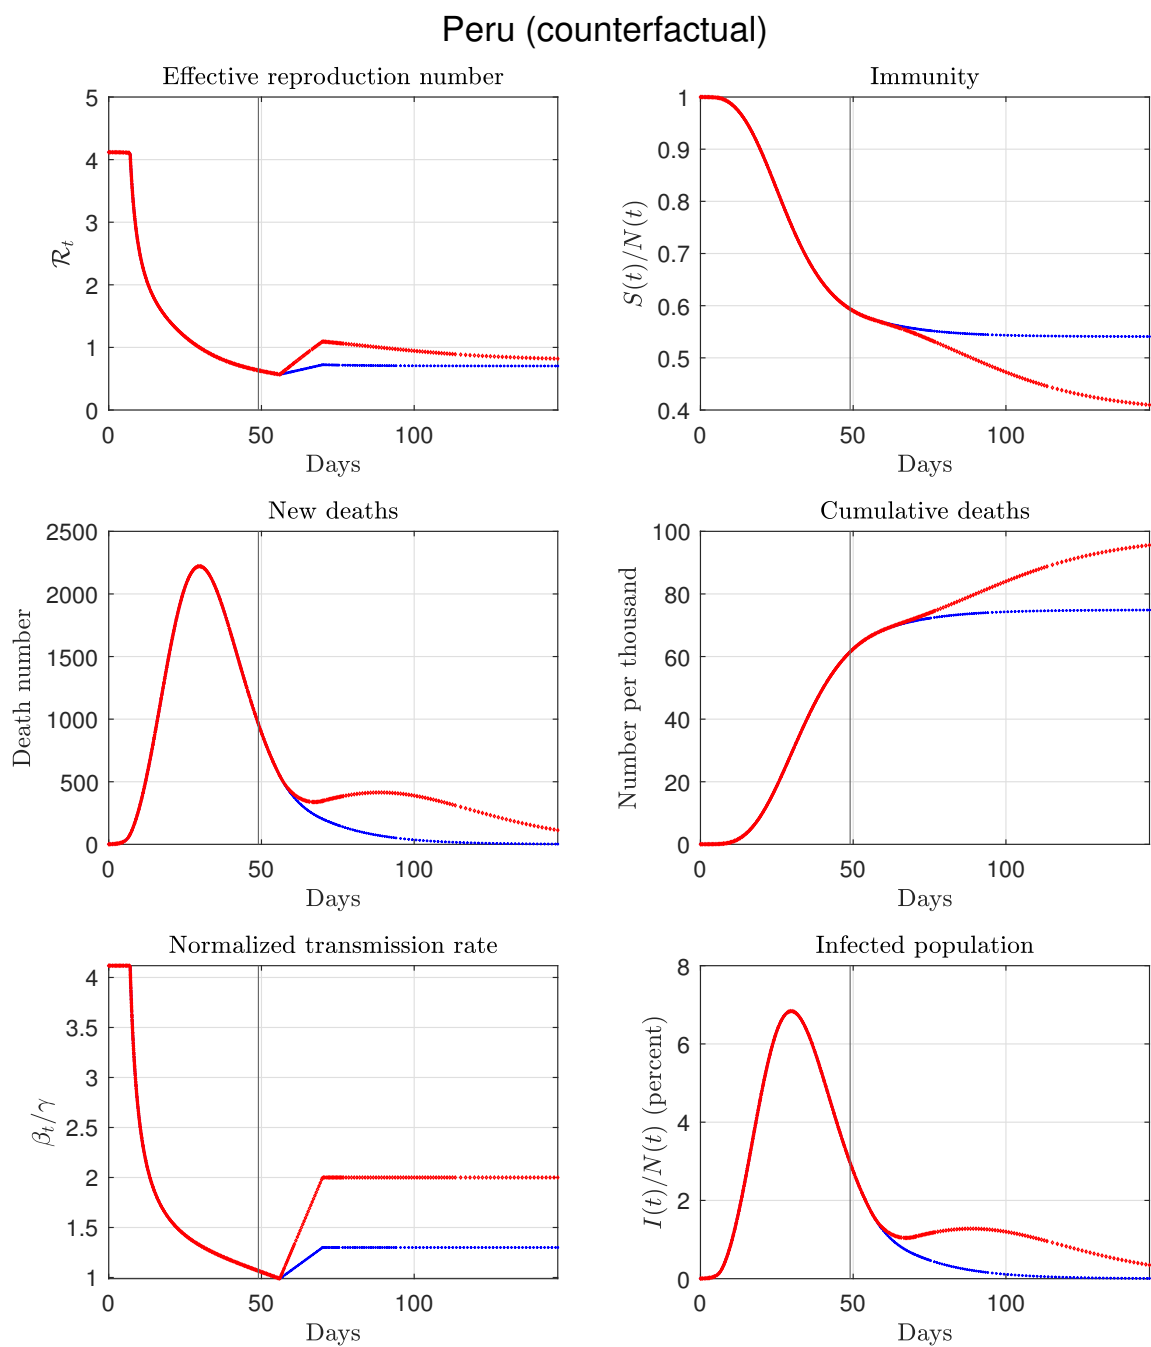 Peru (counterfactual)
Effective reproduction number
5
4
3
2
1
0
ℛt
0 50 100
Days
Immunity
1
0.9
0.8
0.7
0.6
0.5
0.4
S(t)/N(t)
0 50 100
Days
New deaths
2500
2000
1500
1000
500
0
Death number
0 50 100
Days
Cumulative deaths
100
80
60
40
20
0
Number per thousand
0 50 100
Days
Normalized transmission rate
4
3.5
3
2.5
2
1.5
1
βt/γ
0 50 100
Days
Infected population
8
6
4
2
0
I(t)/N(t) (percent)
0 50 100
Days